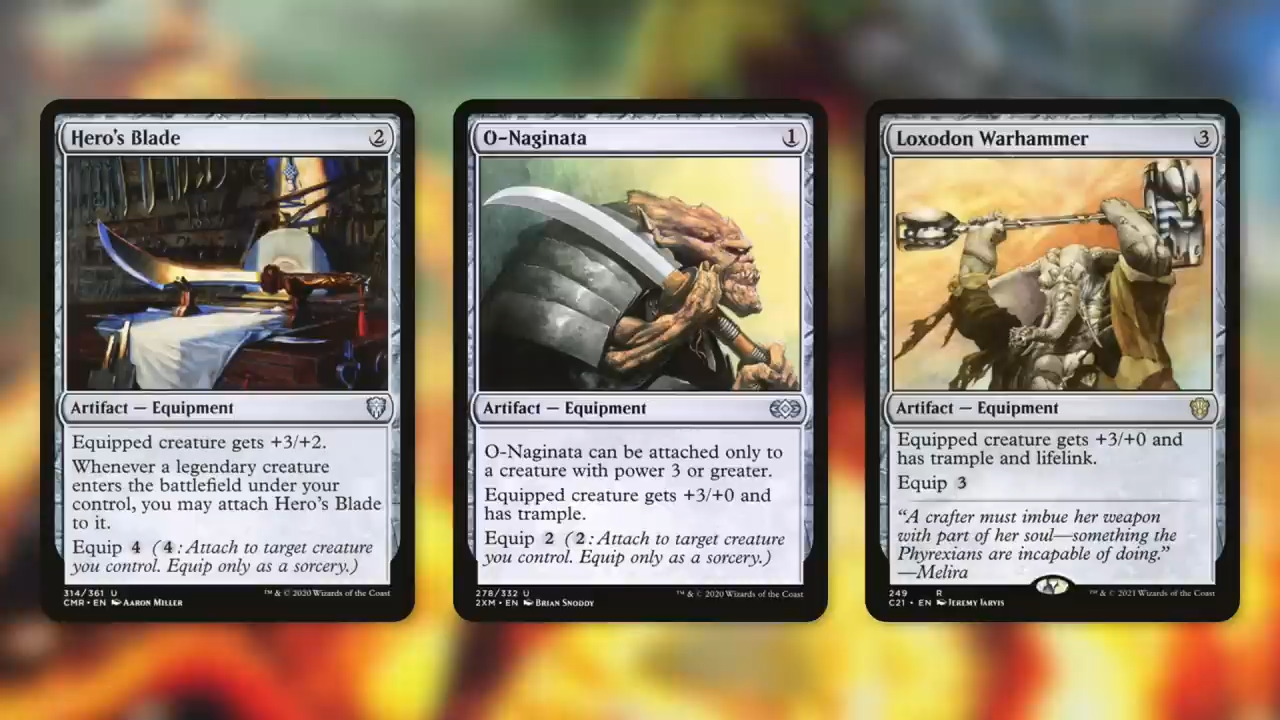 Hero's Blade 2
Artifact — Equipment
Equipped creature gets +3/+2.
Whenever a legendary creature
enters the battlefield under your
control, you may attach Hero's Blade
to it.
Equip 4 (4: Attach to target creature
you control. Equip only as a sorcery.)
314/361 U
CMR • EN Aaron Miller
™ & © 2020 Wizards of the Coast
O-Naginata 1
Artifact — Equipment
O-Naginata can be attached only to
a creature with power 3 or greater.
Equipped creature gets +3/+0 and
has trample.
Equip 2 (2: Attach to target creature
you control. Equip only as a sorcery.)
278/332 U
2XM • EN Brian Snoddy
™ & © 2020 Wizards of the Coast
Loxodon Warhammer 3
Artifact — Equipment
Equipped creature gets +3/+0 and
has trample and lifelink.
Equip 3
"A crafter must imbue her weapon
with part of her soul—something the
Phyrexians are incapable of doing."
—Melira
249 R
C21 • EN Jeremy Jarvis
™ & © 2021 Wizards of the Coast